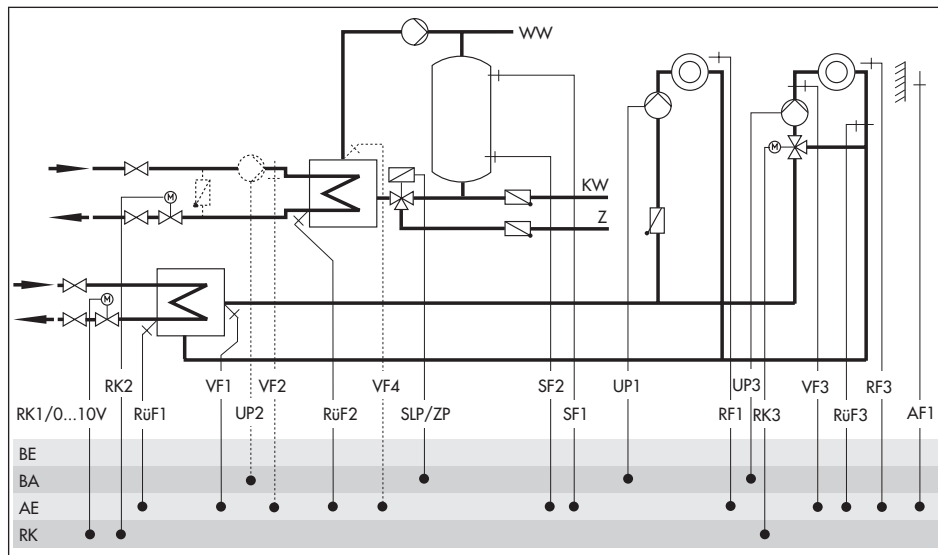 WW
KW
Z
M
M
M
RK2 VF1 VF2 VF4 SF2 UP1 UP3 VF3 RF3
RK1/0...10V RüF1 UP2 RüF2 SLP/ZP SF1 RF1 RK3 RüF3 AF1
BE
BA
AE
RK